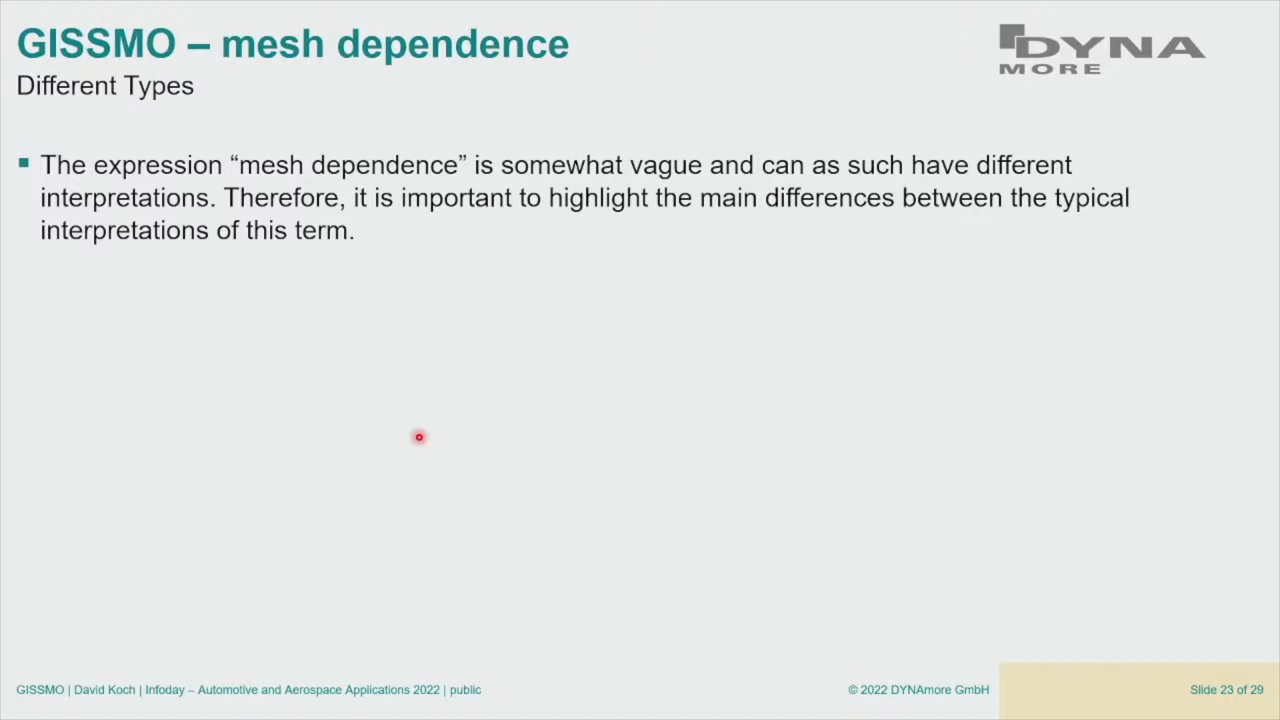 GISSMO – mesh dependence
Different Types
DYNA
MORE
The expression “mesh dependence” is somewhat vague and can as such have different
interpretations. Therefore, it is important to highlight the main differences between the typical
interpretations of this term.
GISSMO | David Koch | Infoday – Automotive and Aerospace Applications 2022 | public
© 2022 DYNAmore GmbH
Slide 23 of 29